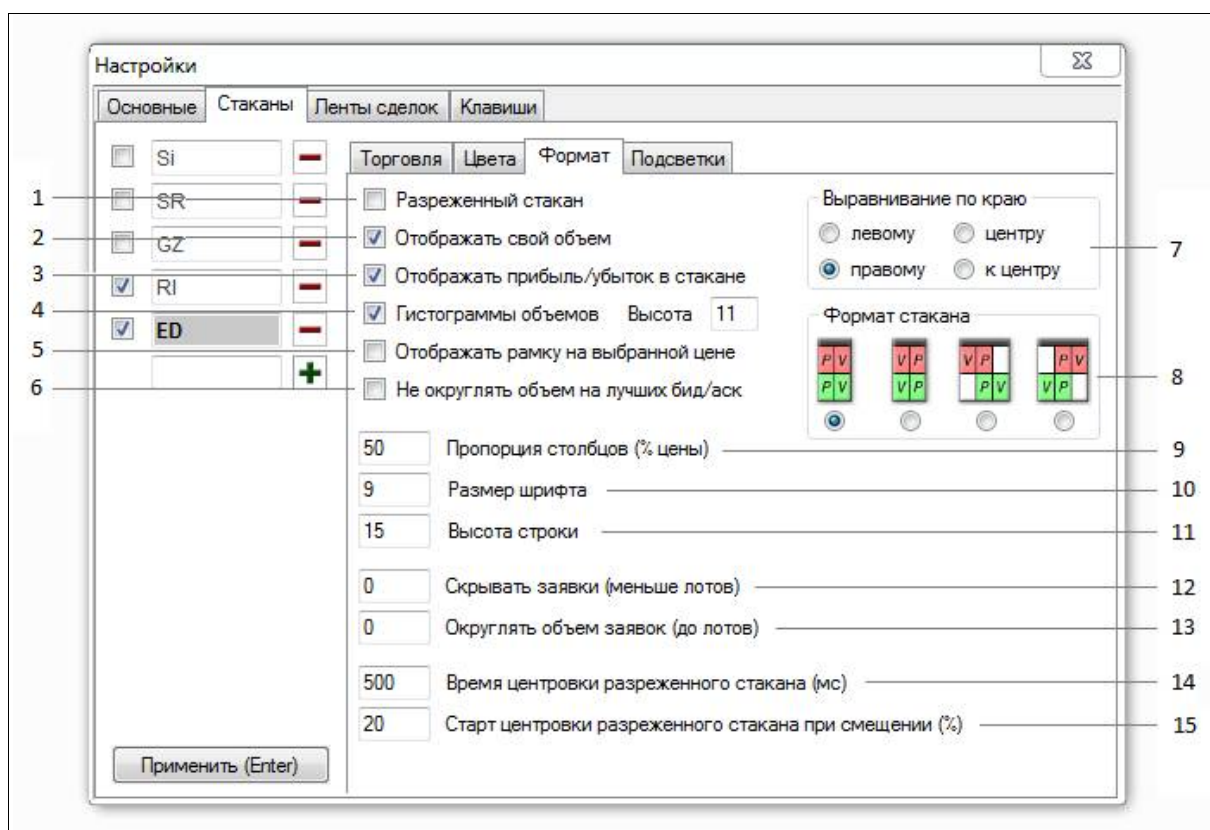 Настройки
Основные Стаканы Ленты сделок Клавиши
Si
SR
GZ
RI
ED
Применить (Enter)
Торговля Цвета Формат Подсветки
1 Разреженный стакан
2 Отображать свой объем
3 Отображать прибыль/убыток в стакане
4 Гистограммы объемов Высота 11
5 Отображать рамку на выбранной цене
6 Не округлять объем на лучших бид/аск
Выравнивание по краю
левому центру
правому к центру
7
Формат стакана
P V V P V P P V
P V V P P V V P
8
50 Пропорция столбцов (% цены) 9
9 Размер шрифта 10
15 Высота строки 11
0 Скрывать заявки (меньше лотов) 12
0 Округлять объем заявок (до лотов) 13
500 Время центровки разреженного стакана (мс) 14
20 Старт центровки разреженного стакана при смещении (%) 15